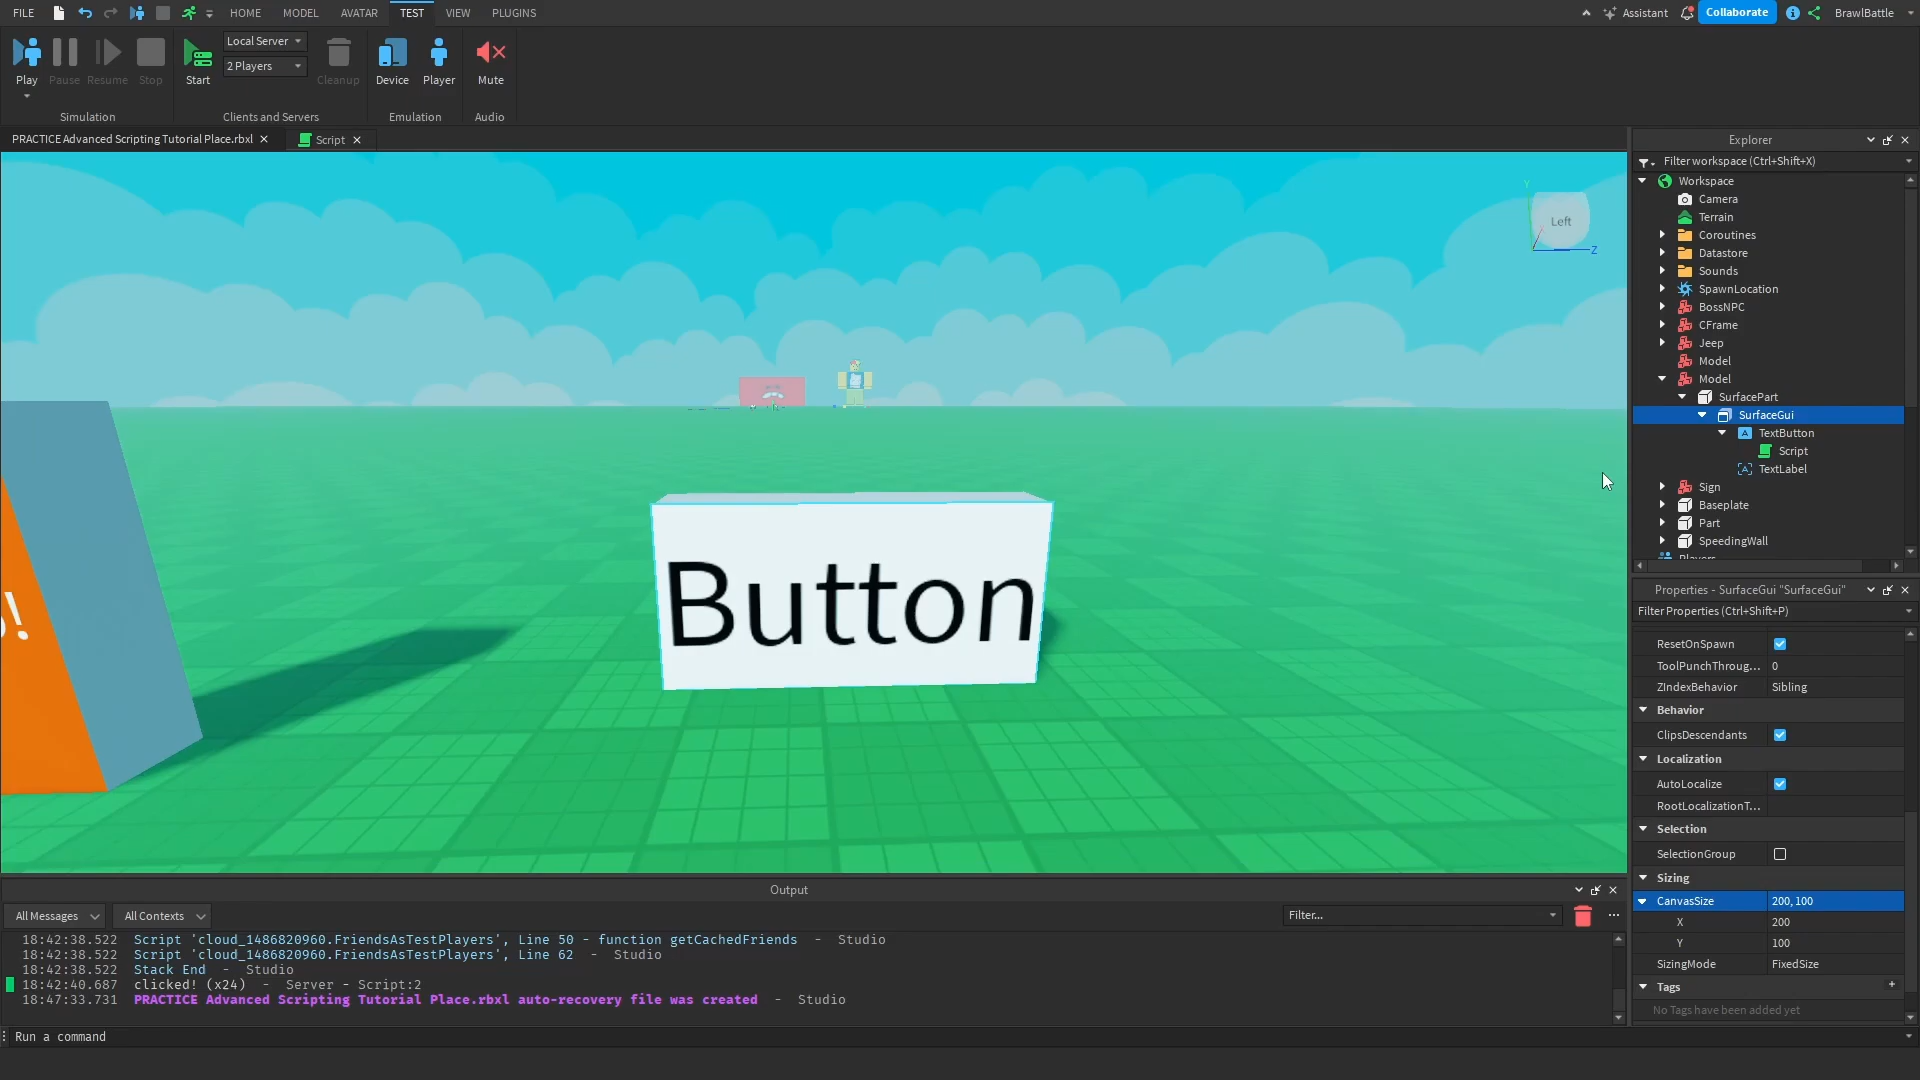 FILE HOME MODEL AVATAR TEST VIEW PLUGINS Assistant Collaborate BrawlBattle
Play Pause Resume Stop
Simulation
Start
Local Server
2 Players
Cleanup
Clients and Servers
Device Player
Emulation
Mute
Audio
PRACTICE Advanced Scripting Tutorial Place.rbxl
Script
Y
Left
Z
!
Button
Explorer
Filter workspace (Ctrl+Shift+X)
Workspace
Camera
Terrain
Coroutines
Datastore
Sounds
SpawnLocation
BossNPC
CFrame
Jeep
Model
Model
SurfacePart
SurfaceGui
TextButton
Script
TextLabel
Sign
Baseplate
Part
SpeedingWall
Players
Properties - SurfaceGui "SurfaceGui"
Filter Properties (Ctrl+Shift+P)
ResetOnSpawn
ToolPunchThroug... 0
ZIndexBehavior Sibling
Behavior
ClipsDescendants
Localization
AutoLocalize
RootLocalizationT...
Selection
SelectionGroup
Sizing
CanvasSize 200, 100
X 200
Y 100
SizingMode FixedSize
Tags +
No Tags have been added yet
Output
All Messages All Contexts Filter... ...
18:42:38.522 Script 'cloud_1486820960.FriendsAsTestPlayers', Line 50 - function getCachedFriends - Studio
18:42:38.522 Script 'cloud_1486820960.FriendsAsTestPlayers', Line 62 - Studio
18:42:38.522 Stack End - Studio
18:42:40.687 clicked! (x24) - Server - Script:2
18:47:33.731 PRACTICE Advanced Scripting Tutorial Place.rbxl auto-recovery file was created - Studio
Run a command